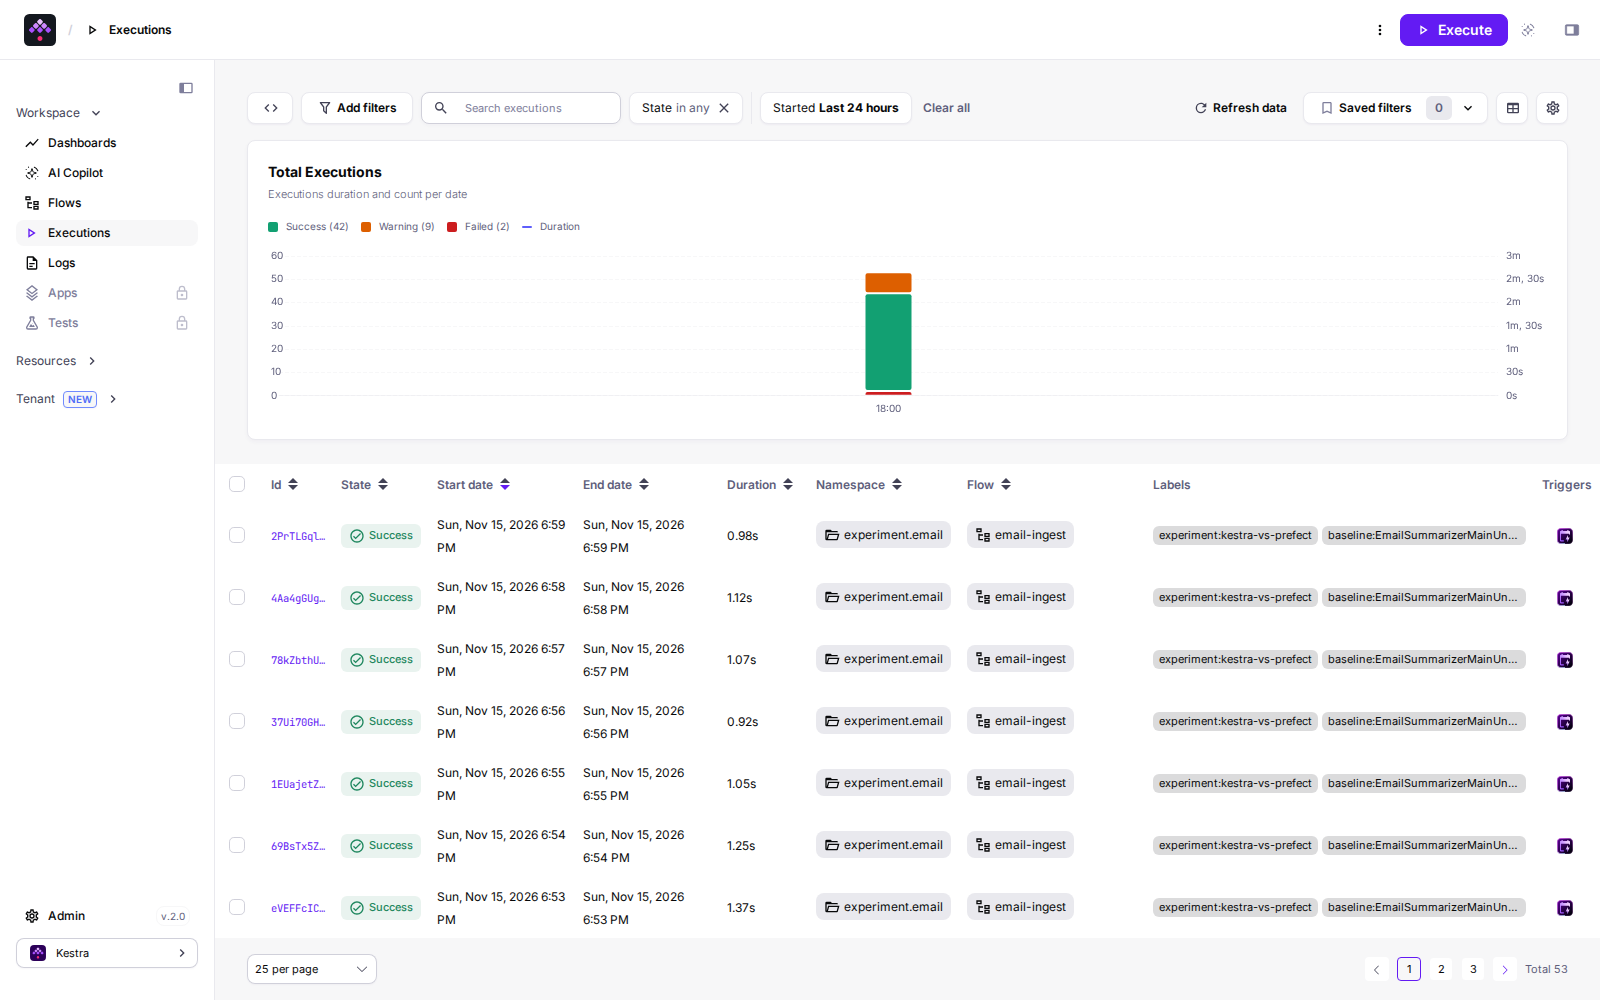 / Executions
Execute
Workspace
Dashboards
AI Copilot
Flows
Executions
Logs
Apps
Tests
Resources
Tenant NEW
Admin v.2.0
Kestra
Add filters
Search executions
State in any
Started Last 24 hours
Clear all
Refresh data
Saved filters 0
Total Executions
Executions duration and count per date
Success (42) Warning (9) Failed (2) Duration
60 3m
50 2m, 30s
40 2m
30 1m, 30s
20 1m
10 30s
0 0s
18:00
Id State Start date End date Duration Namespace Flow Labels Triggers
2PrTLGql… Success Sun, Nov 15, 2026 6:59 PM Sun, Nov 15, 2026 6:59 PM 0.98s experiment.email email-ingest experiment:kestra-vs-prefect baseline:EmailSummarizerMainUn...
4Aa4gGUg… Success Sun, Nov 15, 2026 6:58 PM Sun, Nov 15, 2026 6:58 PM 1.12s experiment.email email-ingest experiment:kestra-vs-prefect baseline:EmailSummarizerMainUn...
78kZbthU… Success Sun, Nov 15, 2026 6:57 PM Sun, Nov 15, 2026 6:57 PM 1.07s experiment.email email-ingest experiment:kestra-vs-prefect baseline:EmailSummarizerMainUn...
37Ui70GH… Success Sun, Nov 15, 2026 6:56 PM Sun, Nov 15, 2026 6:56 PM 0.92s experiment.email email-ingest experiment:kestra-vs-prefect baseline:EmailSummarizerMainUn...
1EUajetZ… Success Sun, Nov 15, 2026 6:55 PM Sun, Nov 15, 2026 6:55 PM 1.05s experiment.email email-ingest experiment:kestra-vs-prefect baseline:EmailSummarizerMainUn...
69BsTx5Z… Success Sun, Nov 15, 2026 6:54 PM Sun, Nov 15, 2026 6:54 PM 1.25s experiment.email email-ingest experiment:kestra-vs-prefect baseline:EmailSummarizerMainUn...
eVEFFcIC… Success Sun, Nov 15, 2026 6:53 PM Sun, Nov 15, 2026 6:53 PM 1.37s experiment.email email-ingest experiment:kestra-vs-prefect baseline:EmailSummarizerMainUn...
25 per page
1 2 3 Total 53